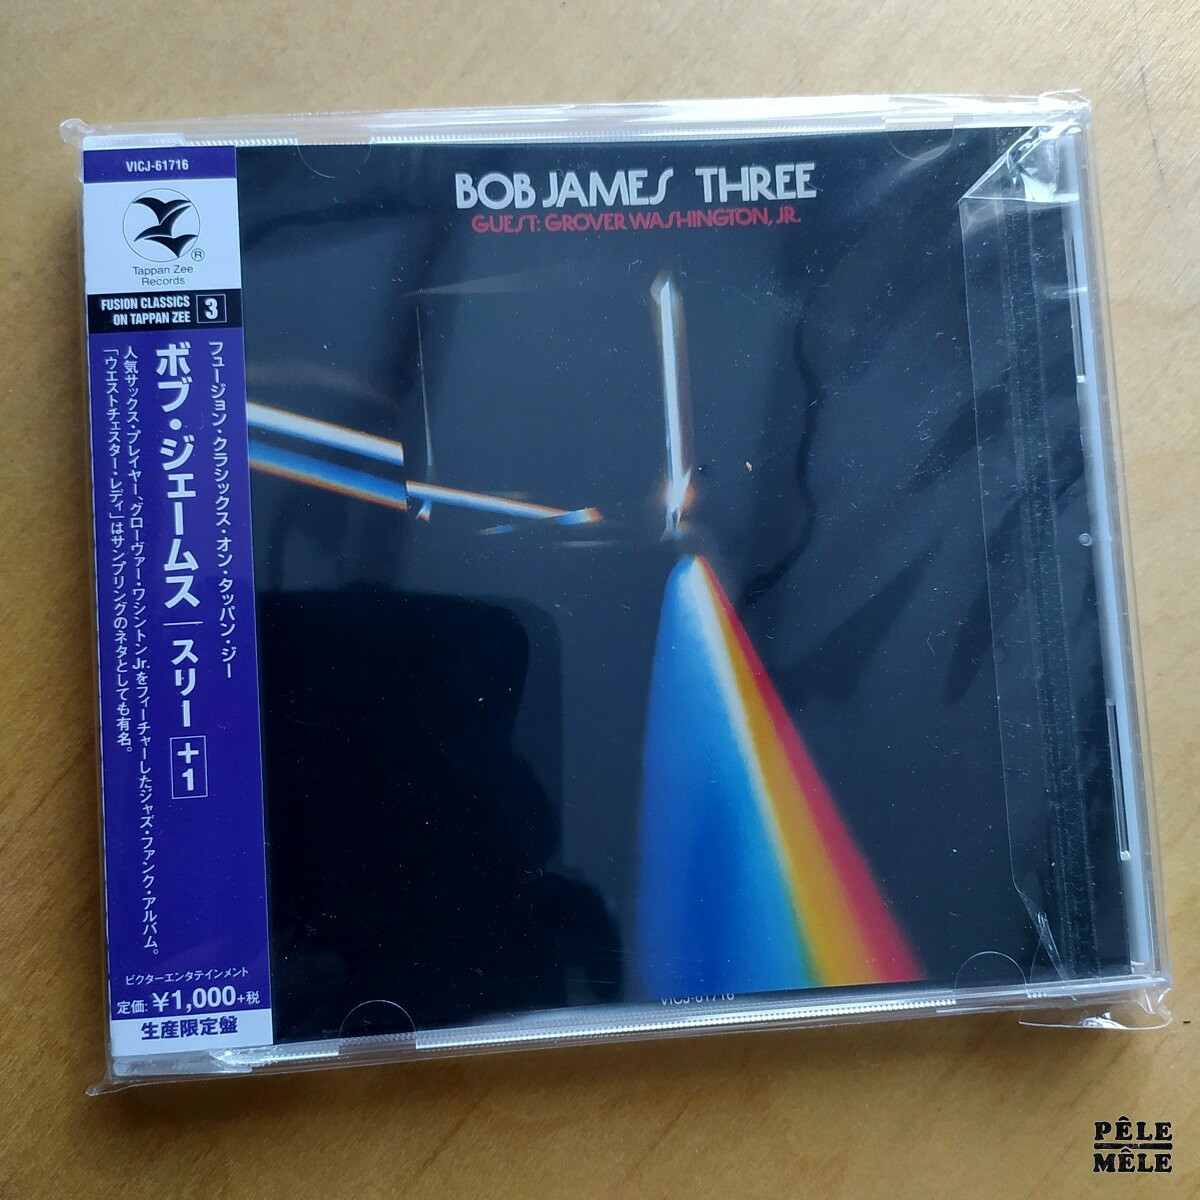 VICJ-61716
Tappan Zee
Records
®
FUSION CLASSICS
ON TAPPAN ZEE
3
フュージョン・クラシックス・オン・タッパン・ジー
ボブ・ジェームス│スリー+1
人気サックス・プレイヤー、グローヴァー・ワシントンJr.をフィーチャーしたジャズ・ファンク・アルバム。
「ウエストチェスター・レディ」はサンプリングのネタとしても有名。
ビクターエンタテインメント
定価:¥1,000+税
生産限定盤
BOB JAMES THREE
GUEST: GROVER WASHINGTON, JR.
VICJ-61716
PÊLE
MÊLE